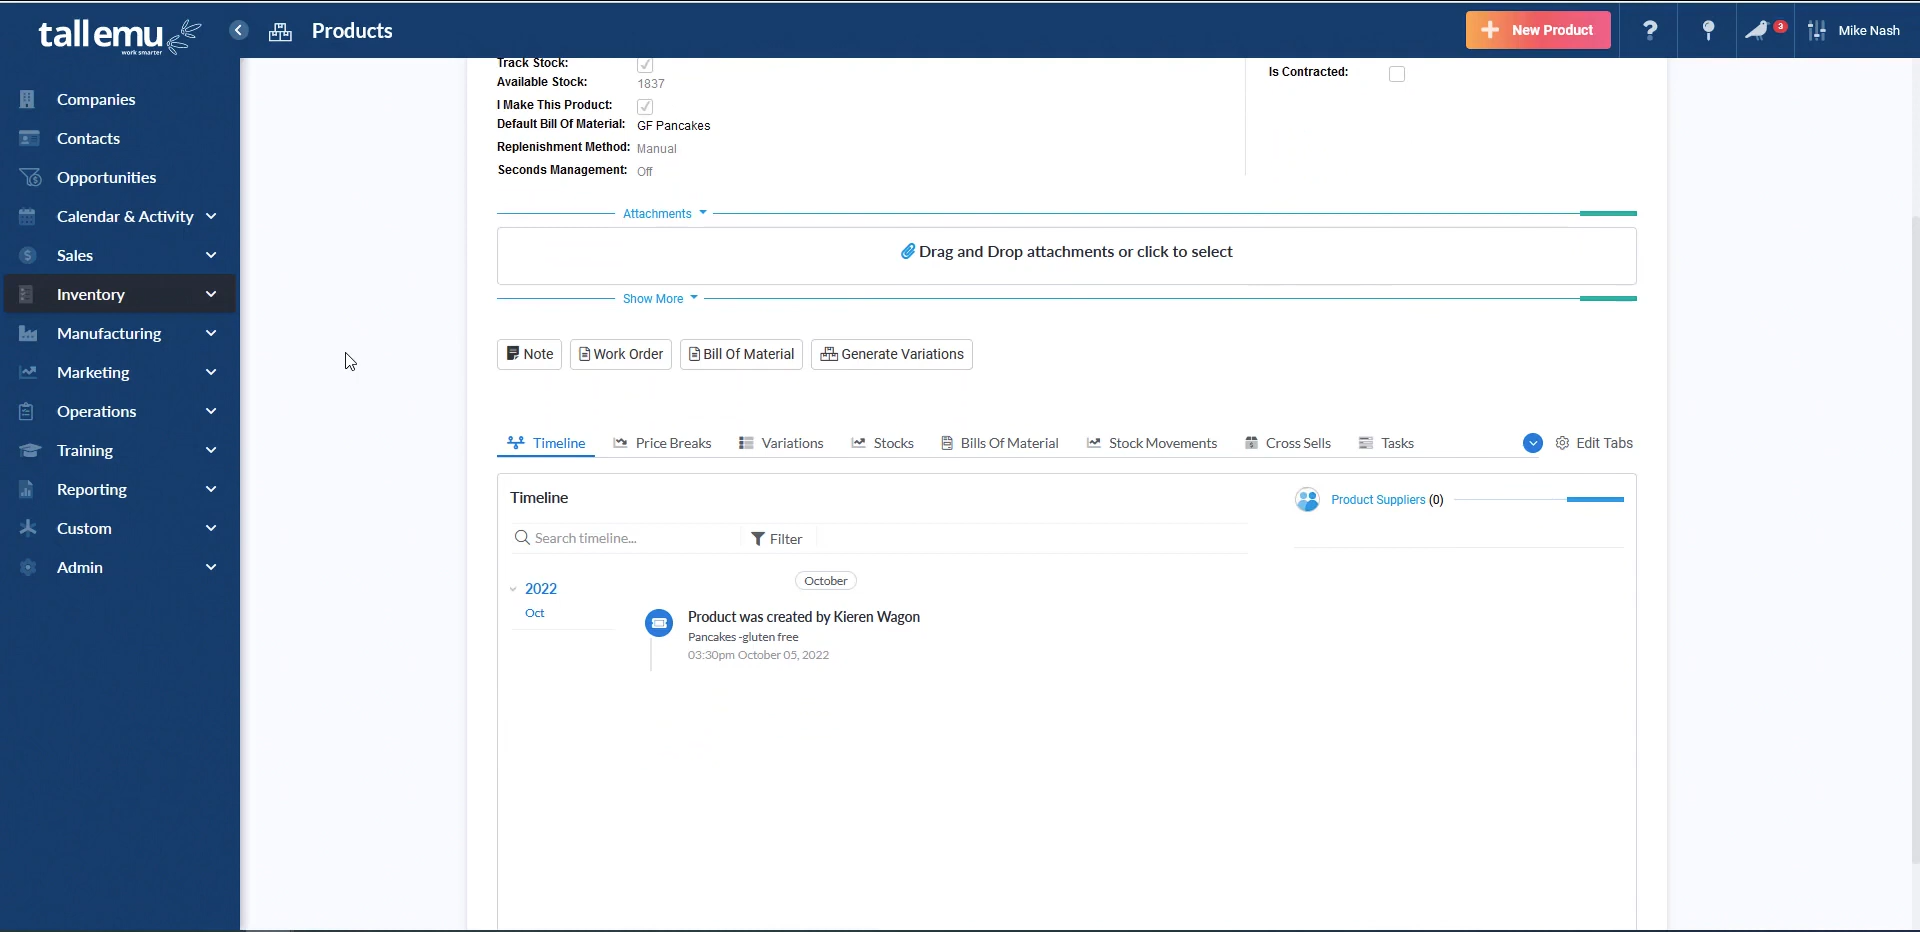 tall emu
work smarter
Products
New Product
?
3
Mike Nash
Companies
Contacts
Opportunities
Calendar & Activity
Sales
Inventory
Manufacturing
Marketing
Operations
Training
Reporting
Custom
Admin
Track Stock:
Available Stock: 1837
I Make This Product:
Default Bill Of Material: GF Pancakes
Replenishment Method: Manual
Seconds Management: Off
Is Contracted:
Attachments
Drag and Drop attachments or click to select
Show More
Note Work Order Bill Of Material Generate Variations
Timeline Price Breaks Variations Stocks Bills Of Material Stock Movements Cross Sells Tasks Edit Tabs
Timeline
Search timeline... Filter
2022
Oct
October
Product was created by Kieren Wagon
Pancakes -gluten free
03:30pm October 05, 2022
Product Suppliers (0)